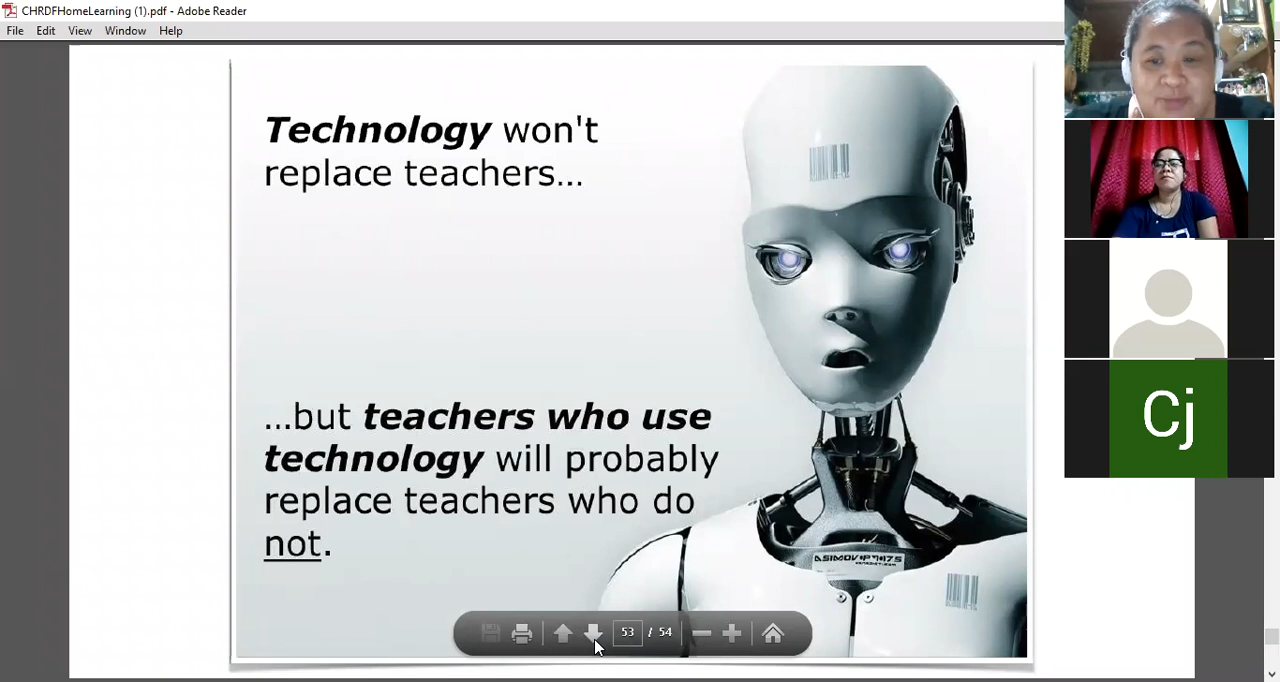 CHRDFHomeLearning (1).pdf - Adobe Reader
File Edit View Window Help
Technology won't
replace teachers...
...but teachers who use
technology will probably
replace teachers who do
not.
53 / 54
Cj